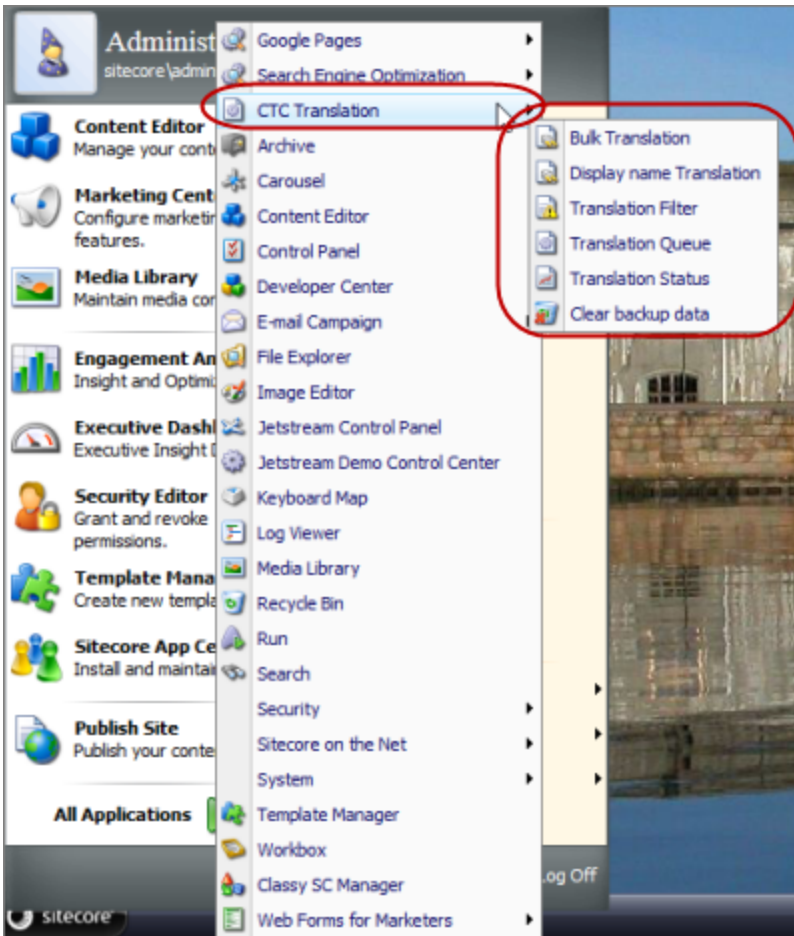 Administ
sitecore\admin
Content Editor
Manage your cont
Marketing Cent
Configure marketin
features.
Media Library
Maintain media con
Engagement An
Insight and Optimi
Executive Dashl
Executive Insight D
Security Editor
Grant and revoke
permissions.
Template Mana
Create new templa
Sitecore App Ce
Install and maintai
Publish Site
Publish your conte
All Applications
Google Pages
Search Engine Optimization
CTC Translation
Archive
Carousel
Content Editor
Control Panel
Developer Center
E-mail Campaign
File Explorer
Image Editor
Jetstream Control Panel
Jetstream Demo Control Center
Keyboard Map
Log Viewer
Media Library
Recycle Bin
Run
Search
Security
Sitecore on the Net
System
Template Manager
Workbox
Classy SC Manager
Web Forms for Marketers
Bulk Translation
Display name Translation
Translation Filter
Translation Queue
Translation Status
Clear backup data
Log Off
sitecore